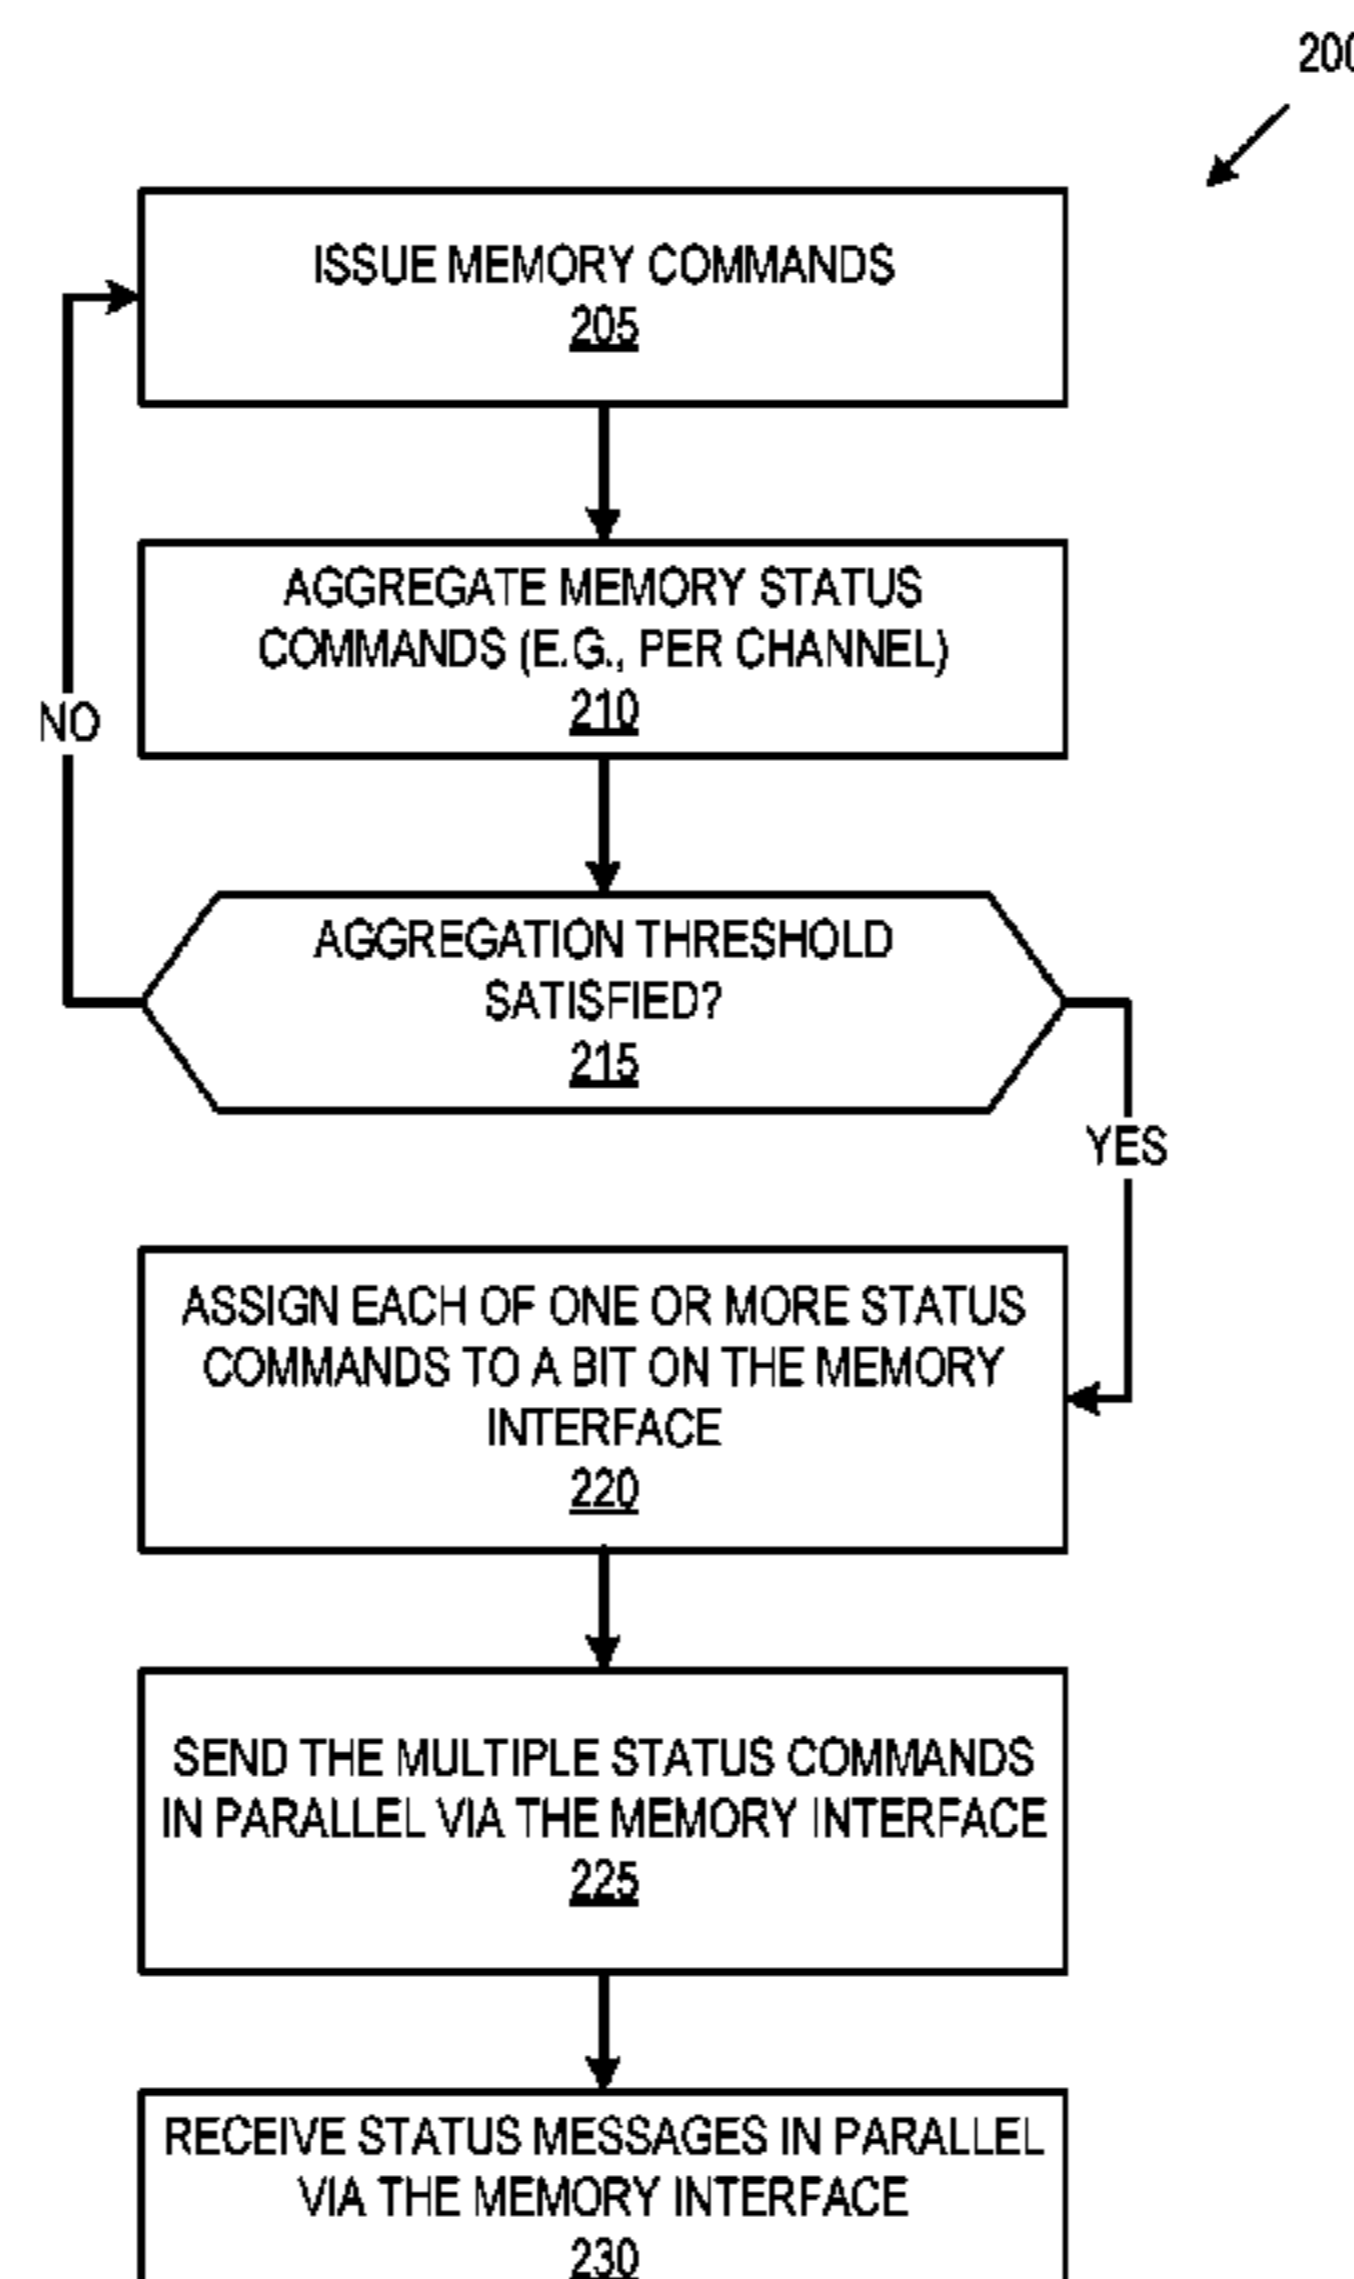 200
ISSUE MEMORY COMMANDS
205
AGGREGATE MEMORY STATUS
COMMANDS (E.G., PER CHANNEL)
210
NO
AGGREGATION THRESHOLD
SATISFIED?
215
YES
ASSIGN EACH OF ONE OR MORE STATUS
COMMANDS TO A BIT ON THE MEMORY
INTERFACE
220
SEND THE MULTIPLE STATUS COMMANDS
IN PARALLEL VIA THE MEMORY INTERFACE
225
RECEIVE STATUS MESSAGES IN PARALLEL
VIA THE MEMORY INTERFACE
230